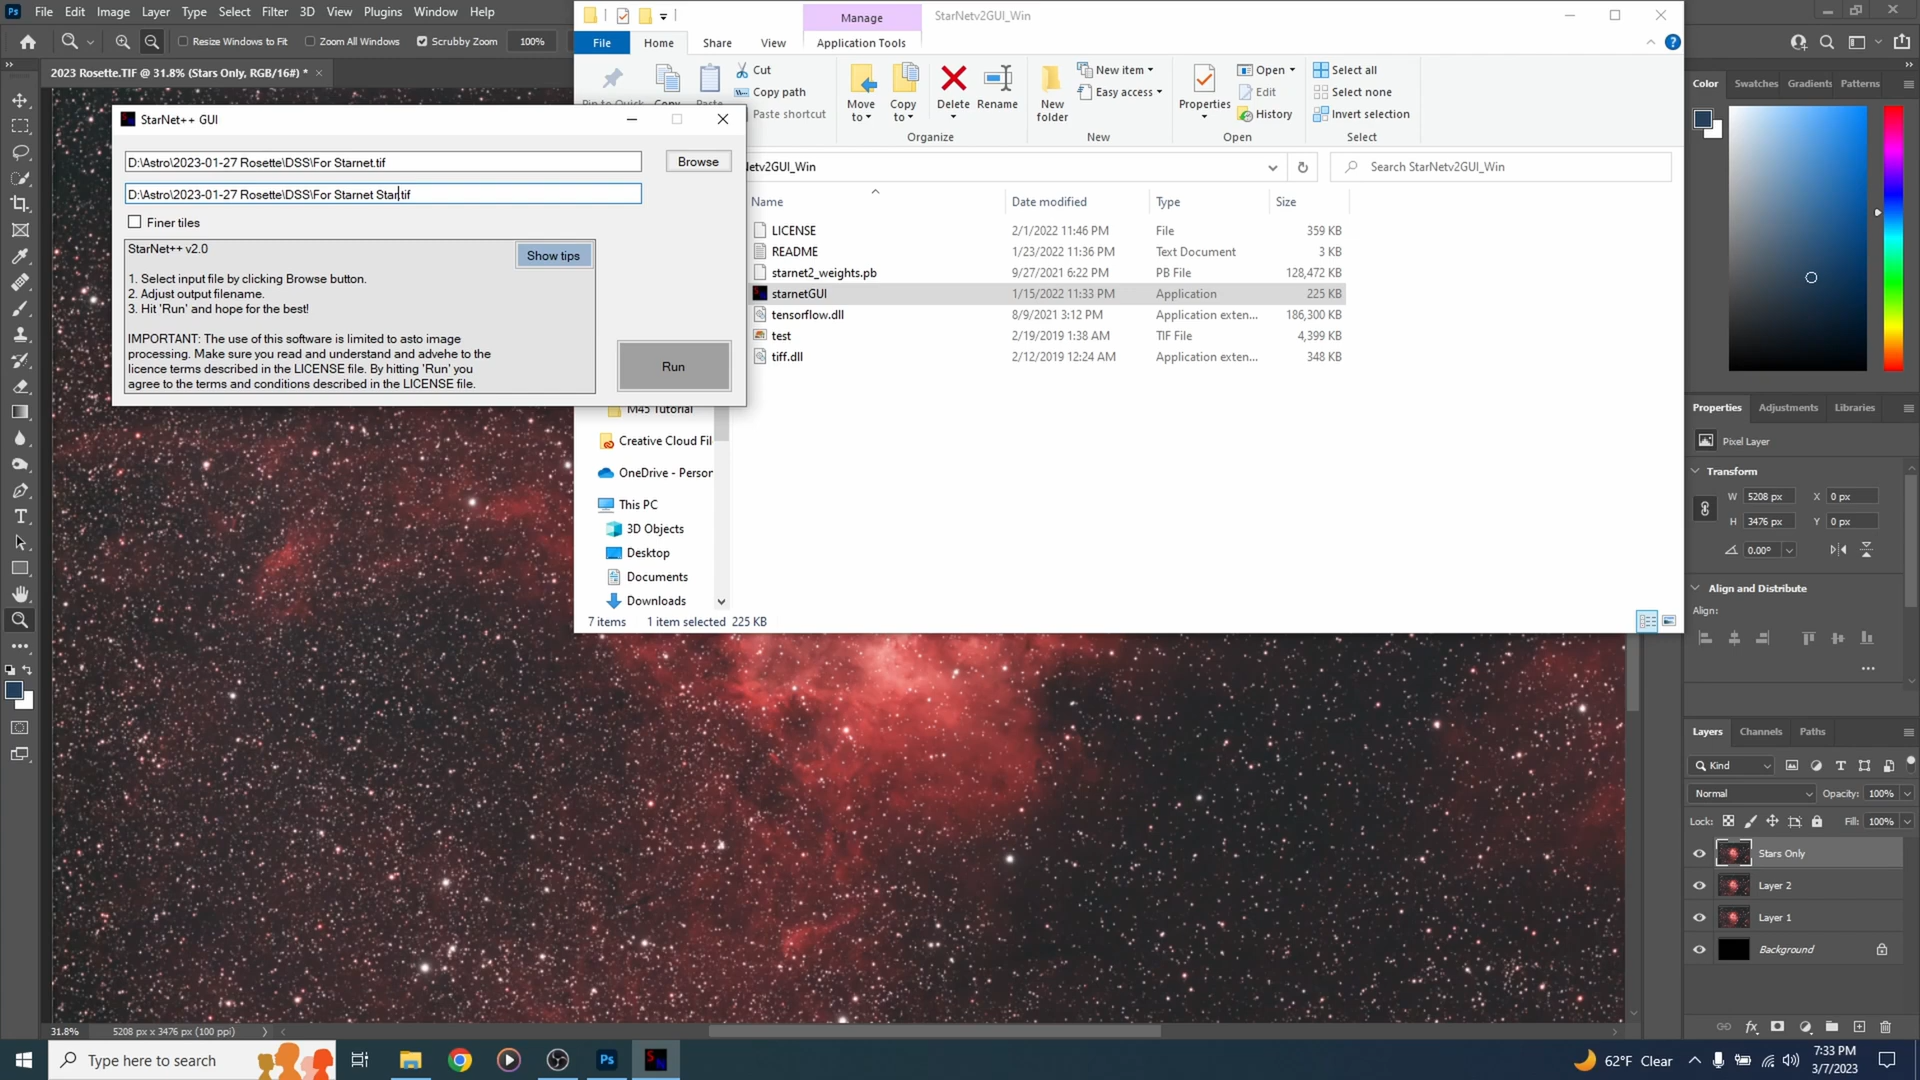 File Edit Image Layer Type Select Filter 3D View Plugins Window Help
Resize Windows to Fit Zoom All Windows Scrubby Zoom 100%
2023 Rosette.TIF @ 31.8% (Stars Only, RGB/16#) * ×
Manage StarNetv2GUI_Win
File Home Share View Application Tools
Copy Paste
Cut
Copy path
Paste shortcut
Move to
Copy to
Delete
Rename
Organize
New folder
New item
Easy access
New
Properties
Open
Edit
History
Open
Select all
Select none
Invert selection
Select
Netv2GUI_Win
Search StarNetv2GUI_Win
Name Date modified Type Size
LICENSE 2/1/2022 11:46 PM File 359 KB
README 1/23/2022 11:36 PM Text Document 3 KB
starnet2_weights.pb 9/27/2021 6:22 PM PB File 128,472 KB
starnetGUI 1/15/2022 11:33 PM Application 225 KB
tensorflow.dll 8/9/2021 3:12 PM Application exten... 186,300 KB
test 2/19/2019 1:38 AM TIF File 4,399 KB
tiff.dll 2/12/2019 12:24 AM Application exten... 348 KB
M45 Tutorial
Creative Cloud Fil
OneDrive - Person
This PC
3D Objects
Desktop
Documents
Downloads
7 items 1 item selected 225 KB
StarNet++ GUI
D:\Astro\2023-01-27 Rosette\DSS\For Starnet.tif
Browse
D:\Astro\2023-01-27 Rosette\DSS\For Starnet Star.tif
Finer tiles
StarNet++ v2.0
Show tips
1. Select input file by clicking Browse button.
2. Adjust output filename.
3. Hit 'Run' and hope for the best!
IMPORTANT: The use of this software is limited to asto image
processing. Make sure you read and understand and advehe to the
licence terms described in the LICENSE file. By hitting 'Run' you
agree to the terms and conditions described in the LICENSE file.
Run
Color Swatches Gradients Patterns
Properties Adjustments Libraries
Pixel Layer
Transform
W 5208 px X 0 px
H 3476 px Y 0 px
0.00°
Align and Distribute
Align:
Layers Channels Paths
Kind
Normal Opacity: 100%
Lock: Fill: 100%
Stars Only
Layer 2
Layer 1
Background
31.8% 5208 px x 3476 px (100 ppi)
Type here to search
62°F Clear
7:33 PM
3/7/2023